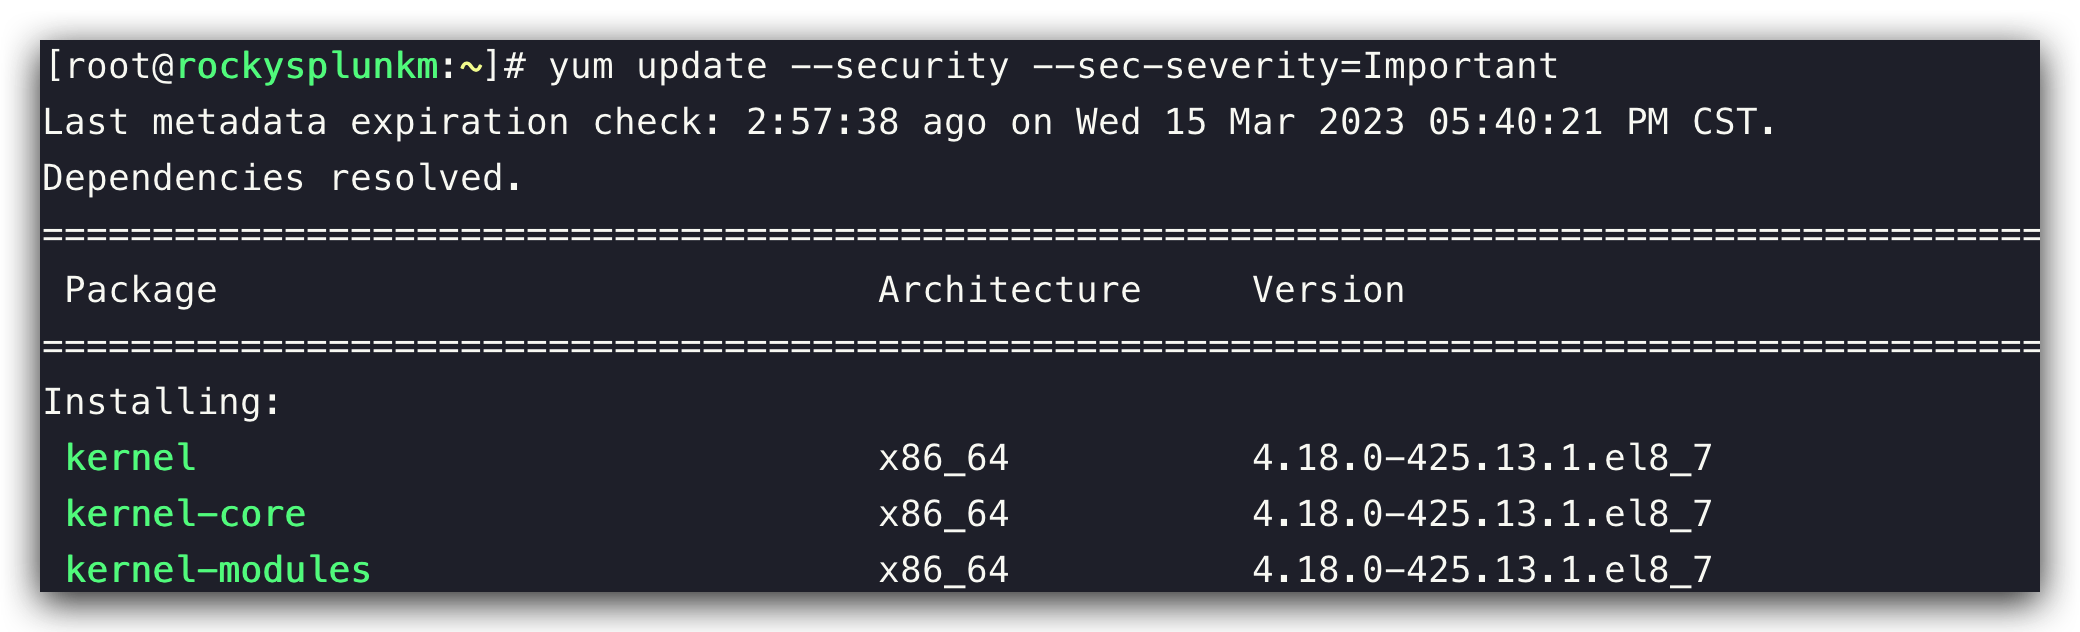 [root@rockysplunkm:~]# yum update --security --sec-severity=Important
Last metadata expiration check: 2:57:38 ago on Wed 15 Mar 2023 05:40:21 PM CST.
Dependencies resolved.
===========================================================================================
Package Architecture Version
===========================================================================================
Installing:
kernel x86_64 4.18.0-425.13.1.el8_7
kernel-core x86_64 4.18.0-425.13.1.el8_7
kernel-modules x86_64 4.18.0-425.13.1.el8_7